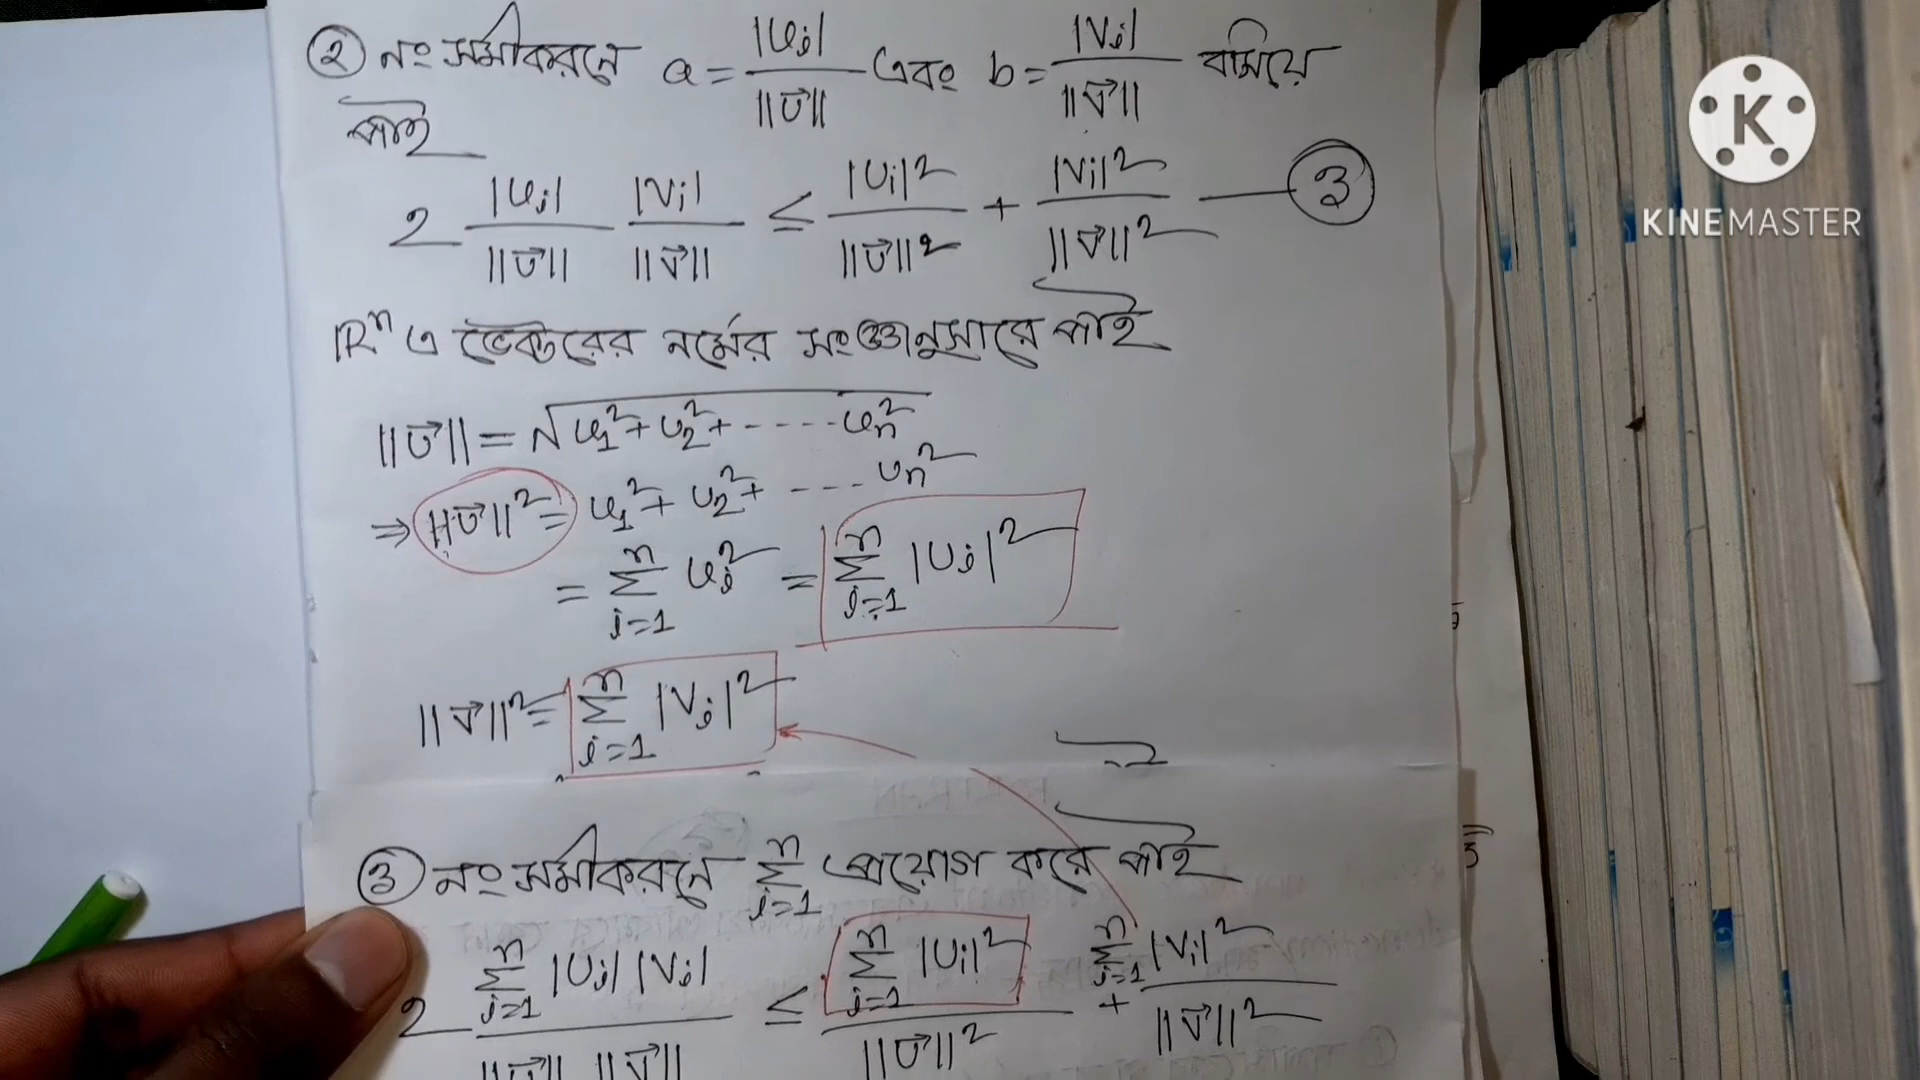 ② নং সমীকরনে a = |Ui| / ||U⃗|| এবং b = |Vi| / ||V⃗|| বসিয়ে
পাই
2 |Ui| / ||U⃗|| |Vi| / ||V⃗|| ≤ |Ui|² / ||U⃗||² + |Vi|² / ||V⃗||² — ③
ℝⁿ এ ভেক্টরের নর্মের সংজ্ঞানুসারে পাই
||U⃗|| = √U₁² + U₂² + ----- Uₙ²
⇒ ||U⃗||² = U₁² + U₂² + ---- Uₙ²
= Σⁿᵢ₌₁ Ui² = Σⁿᵢ₌₁ |Ui|²
||V⃗||² = Σⁿᵢ₌₁ |Vi|²
③ নং সমীকরনে Σⁿᵢ₌₁ প্রয়োগ করে পাই
2 Σⁿᵢ₌₁ |Ui| |Vi| / ||U⃗|| ||V⃗|| ≤ Σⁿᵢ₌₁ |Ui|² / ||U⃗||² + Σⁿᵢ₌₁ |Vi|² / ||V⃗||²
K
KINEMASTER